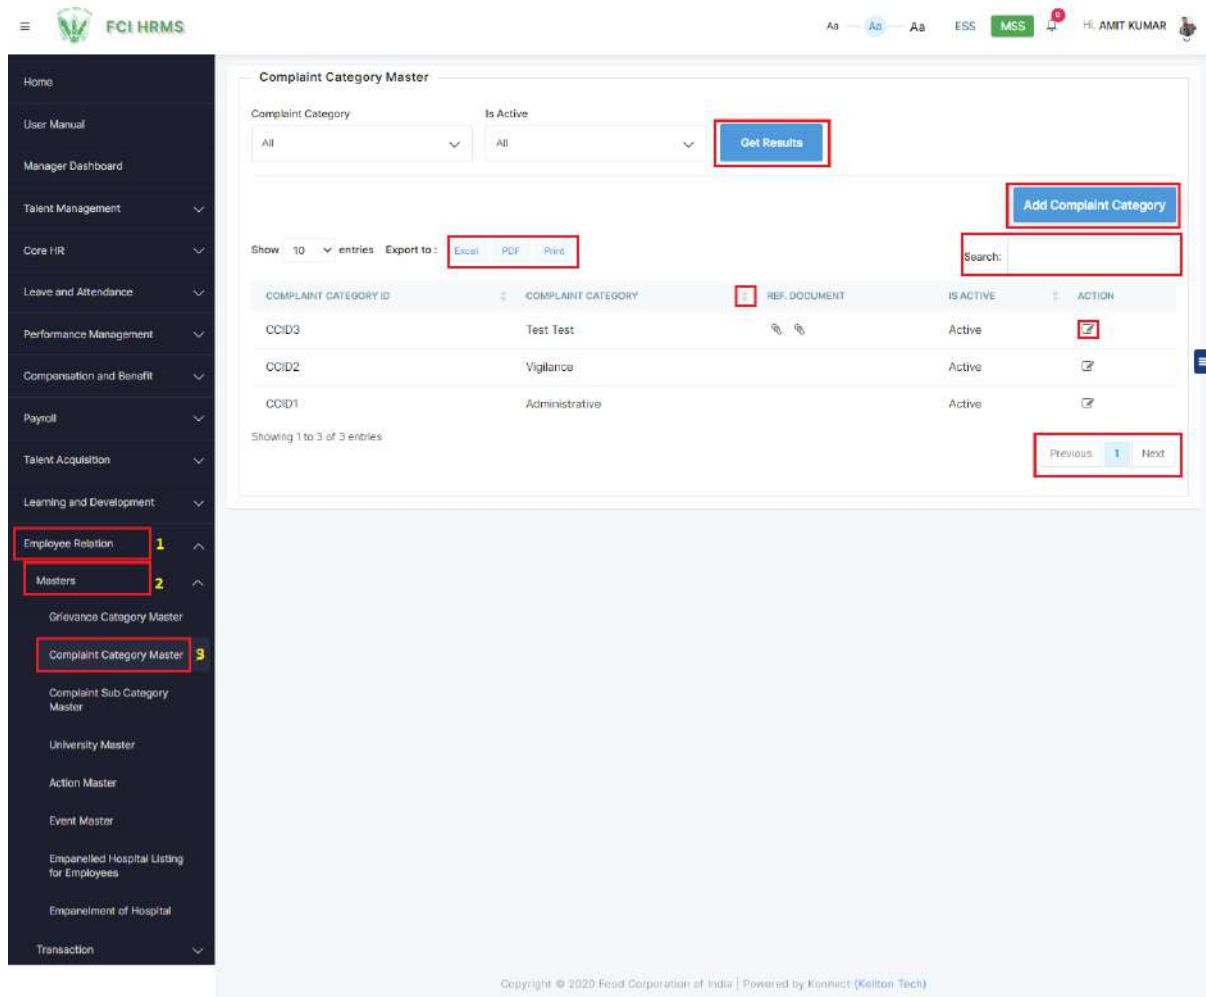 FCI HRMS
Aa Aa Aa ESS MSS 0 Hi, AMIT KUMAR
Home
User Manual
Manager Dashboard
Talent Management
Core HR
Leave and Attendance
Performance Management
Compensation and Benefit
Payroll
Talent Acquisition
Learning and Development
Employee Relation 1
Masters 2
Grievance Category Master
Complaint Category Master 3
Complaint Sub Category
Master
University Master
Action Master
Event Master
Empanelled Hospital Listing
for Employees
Empanelment of Hospital
Transaction
Complaint Category Master
Complaint Category Is Active
All All Get Results
Add Complaint Category
Show 10 entries Export to : Excel PDF Print Search:
COMPLAINT CATEGORY ID COMPLAINT CATEGORY REF. DOCUMENT IS ACTIVE ACTION
CCID3 Test Test Active
CCID2 Vigilance Active
CCID1 Administrative Active
Showing 1 to 3 of 3 entries
Previous 1 Next
Copyright © 2020 Food Corporation of India | Powered by Konnect (Kellton Tech)